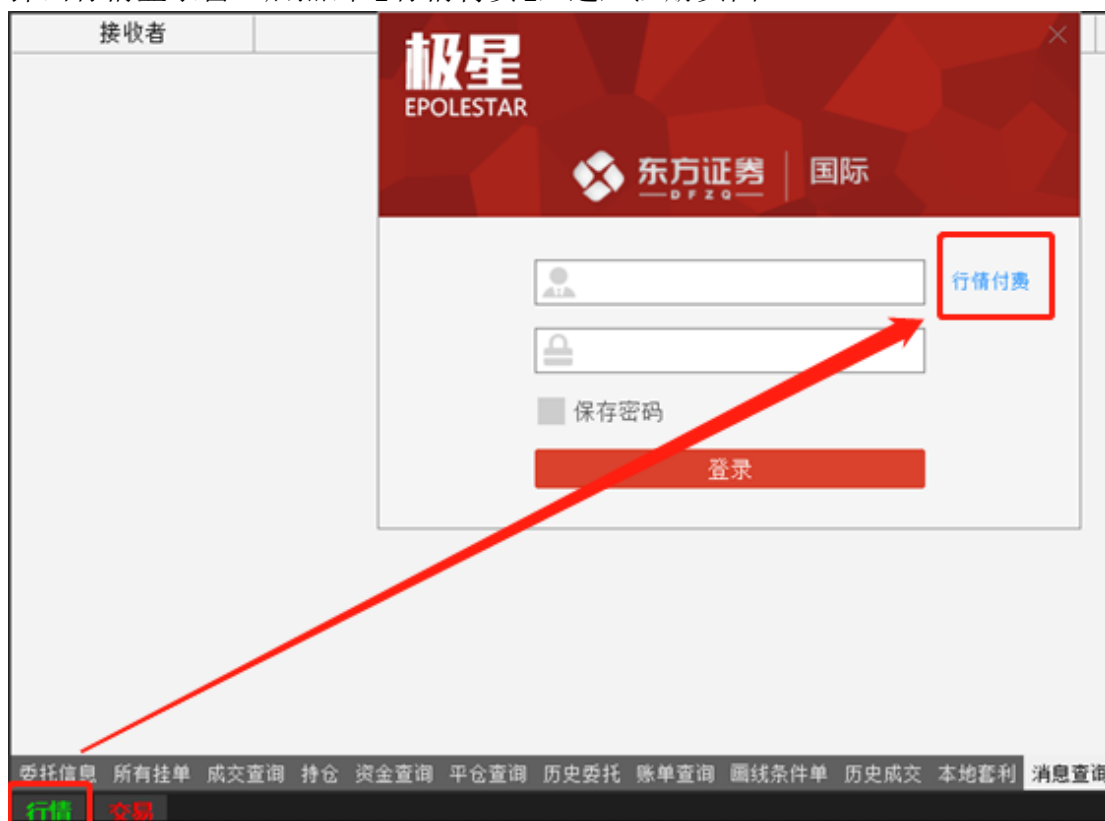 接收者
极星
EPOLESTAR
东方证券 国际
DFZQ
行情付费
保存密码
登录
委托信息 所有挂单 成交查询 持仓 资金查询 平仓查询 历史委托 账单查询 画线条件单 历史成交 本地套利 消息查询
行情 交易